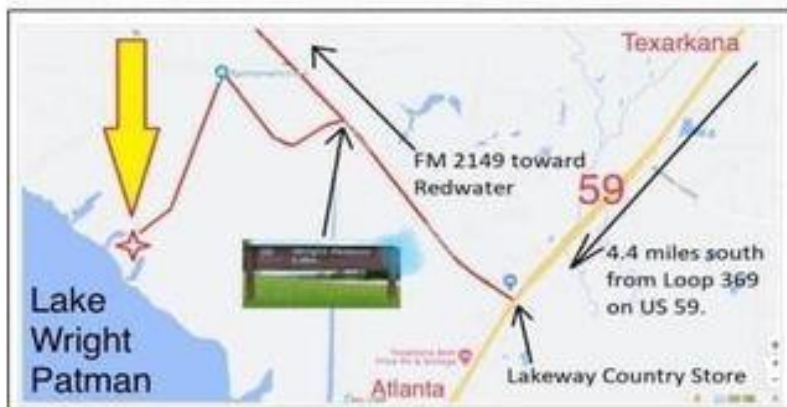 Texarkana
FM 2149 toward
Redwater
59
4.4 miles south
from Loop 369
on US 59.
Lake
Wright
Patman
Atlanta
Lakeway Country Store